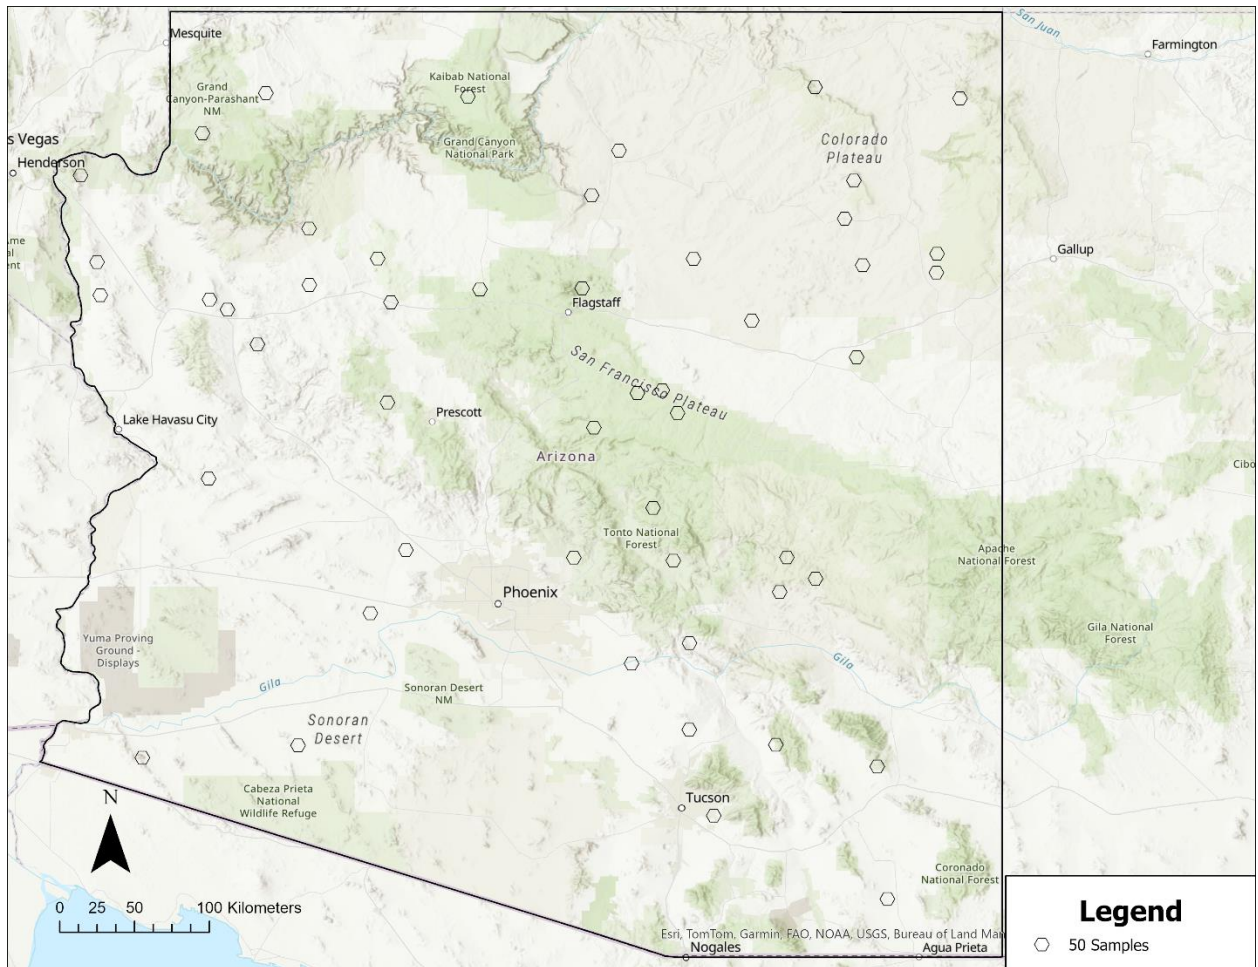 San Juan
Mesquite
Farmington
Kaibab National
Forest
Grand
Canyon-Parashant
NM
s Vegas
Henderson
Grand Canyon
National Park
Colorado
Plateau
ame
al
ent
Gallup
Flagstaff
San Francisco Plateau
Lake Havasu City
Prescott
Arizona
Cibo
Tonto National
Forest
Apache
National Forest
Phoenix
Yuma Proving
Ground -
Displays
Gila National
Forest
Gila
Gila
Sonoran Desert
NM
Sonoran
Desert
Cabeza Prieta
National
Wildlife Refuge
N
Tucson
Coronado
National Forest
0 25 50 100 Kilometers
Esri, TomTom, Garmin, FAO, NOAA, USGS, Bureau of Land Man
Nogales
Agua Prieta
Legend
50 Samples